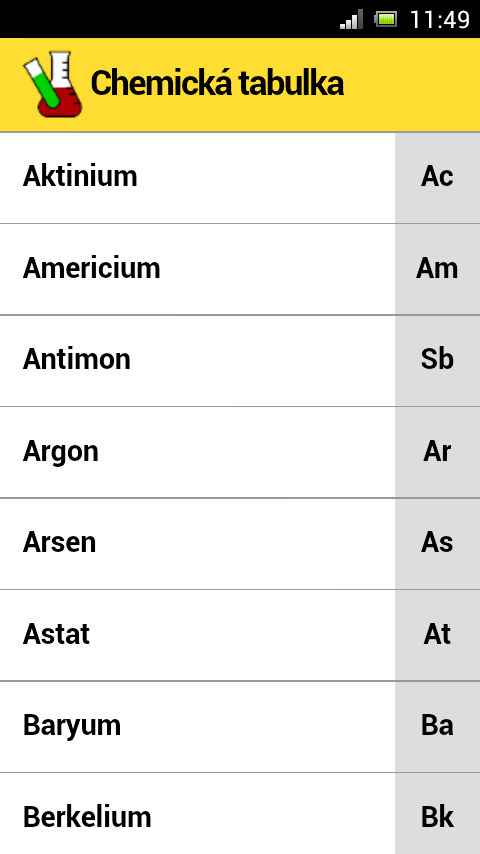 11:49
Chemická tabulka
Aktinium Ac
Americium Am
Antimon Sb
Argon Ar
Arsen As
Astat At
Baryum Ba
Berkelium Bk